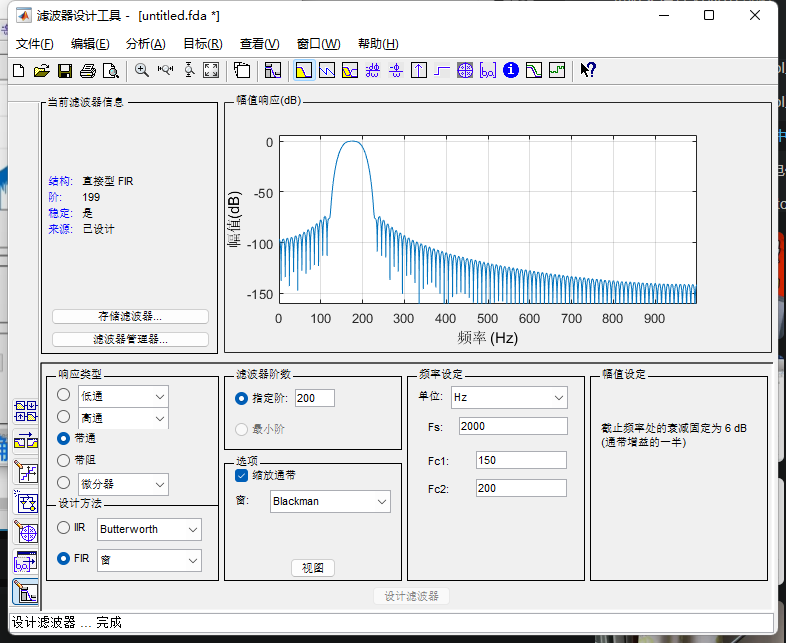 滤波器设计工具 - [untitled.fda *]
文件(F) 编辑(E) 分析(A) 目标(R) 查看(V) 窗口(W) 帮助(H)
当前滤波器信息
结构: 直接型 FIR
阶: 199
稳定: 是
来源: 已设计
存储滤波器...
滤波器管理器...
幅值响应(dB)
幅值(dB)
0
-50
-100
-150
0 100 200 300 400 500 600 700 800 900
频率 (Hz)
响应类型
低通
高通
带通
带阻
微分器
设计方法
IIR Butterworth
FIR 窗
滤波器阶数
指定阶: 200
最小阶
选项
缩放通带
窗: Blackman
视图
频率设定
单位: Hz
Fs: 2000
Fc1: 150
Fc2: 200
幅值设定
截止频率处的衰减固定为 6 dB
(通带增益的一半)
设计滤波器
设计滤波器 ... 完成